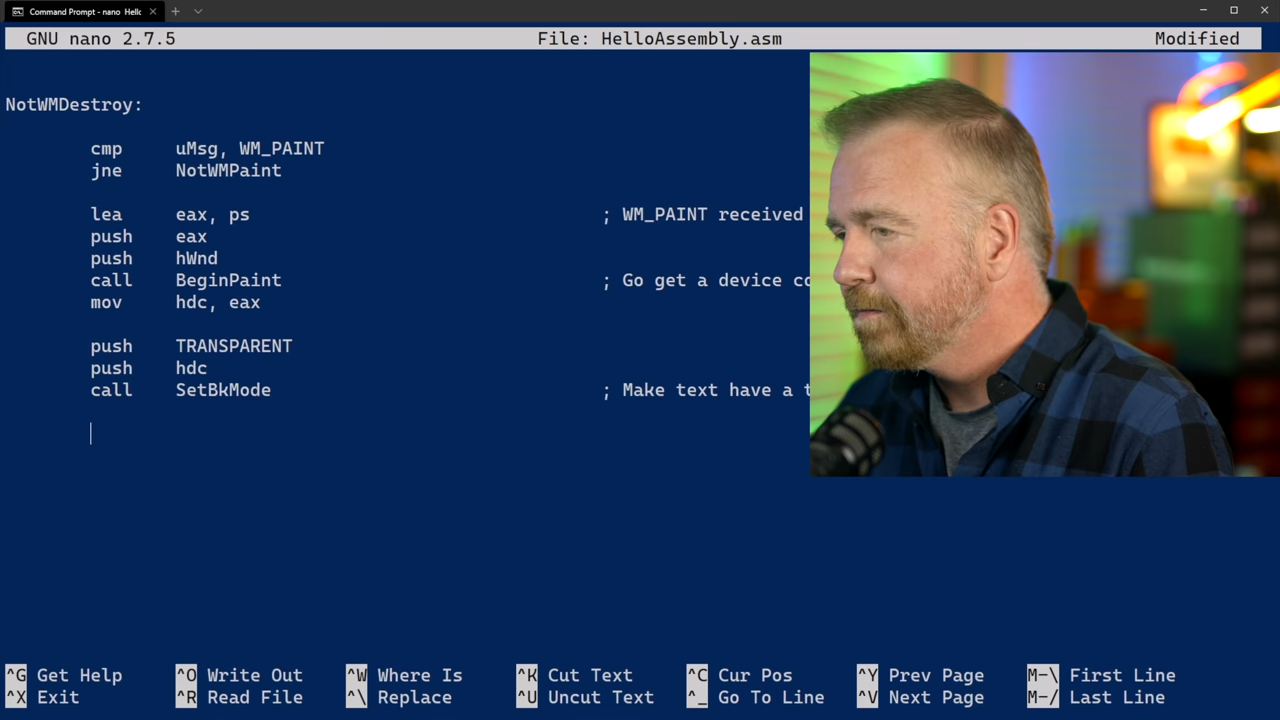 Command Prompt - nano Hellc
GNU nano 2.7.5 File: HelloAssembly.asm Modified
NotWMDestroy:
cmp uMsg, WM_PAINT
jne NotWMPaint
lea eax, ps ; WM_PAINT received
push eax
push hWnd
call BeginPaint ; Go get a device
mov hdc, eax
push TRANSPARENT
push hdc
call SetBkMode ; Make text have a
^G Get Help ^O Write Out ^W Where Is ^K Cut Text ^C Cur Pos ^Y Prev Page M-\ First Line
^X Exit ^R Read File ^\ Replace ^U Uncut Text ^_ Go To Line ^V Next Page M-/ Last Line